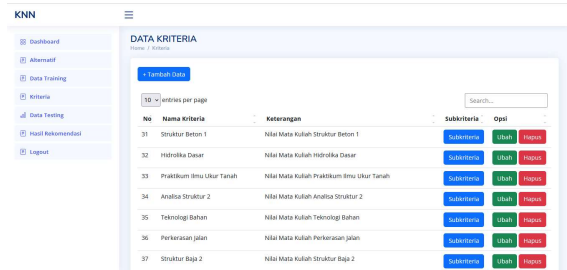 KNN
Dashboard
Alternatif
Data Training
Kriteria
Data Testing
Hasil Rekomendasi
Logout
DATA KRITERIA
Home / Kriteria
+ Tambah Data
10 entries per page
Search...
No Nama Kriteria Keterangan Subkriteria Opsi
31 Struktur Beton 1 Nilai Mata Kuliah Struktur Beton 1 Subkriteria Ubah Hapus
32 Hidrolika Dasar Nilai Mata Kuliah Hidrolika Dasar Subkriteria Ubah Hapus
33 Praktikum Ilmu Ukur Tanah Nilai Mata Kuliah Praktikum Ilmu Ukur Tanah Subkriteria Ubah Hapus
34 Analisa Struktur 2 Nilai Mata Kuliah Analisa Struktur 2 Subkriteria Ubah Hapus
35 Teknologi Bahan Nilai Mata Kuliah Teknologi Bahan Subkriteria Ubah Hapus
36 Perkerasan Jalan Nilai Mata Kuliah Perkerasan Jalan Subkriteria Ubah Hapus
37 Struktur Baja 2 Nilai Mata Kuliah Struktur Baja 2 Subkriteria Ubah Hapus